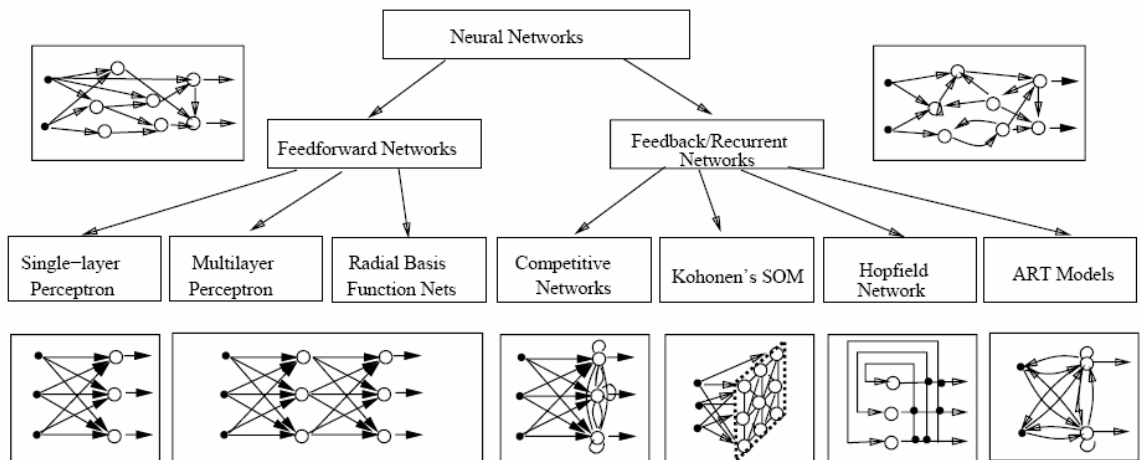 Neural Networks
Feedforward Networks
Feedback/Recurrent
Networks
Single−layer
Perceptron
Multilayer
Perceptron
Radial Basis
Function Nets
Competitive
Networks
Kohonen's SOM
Hopfield
Network
ART Models